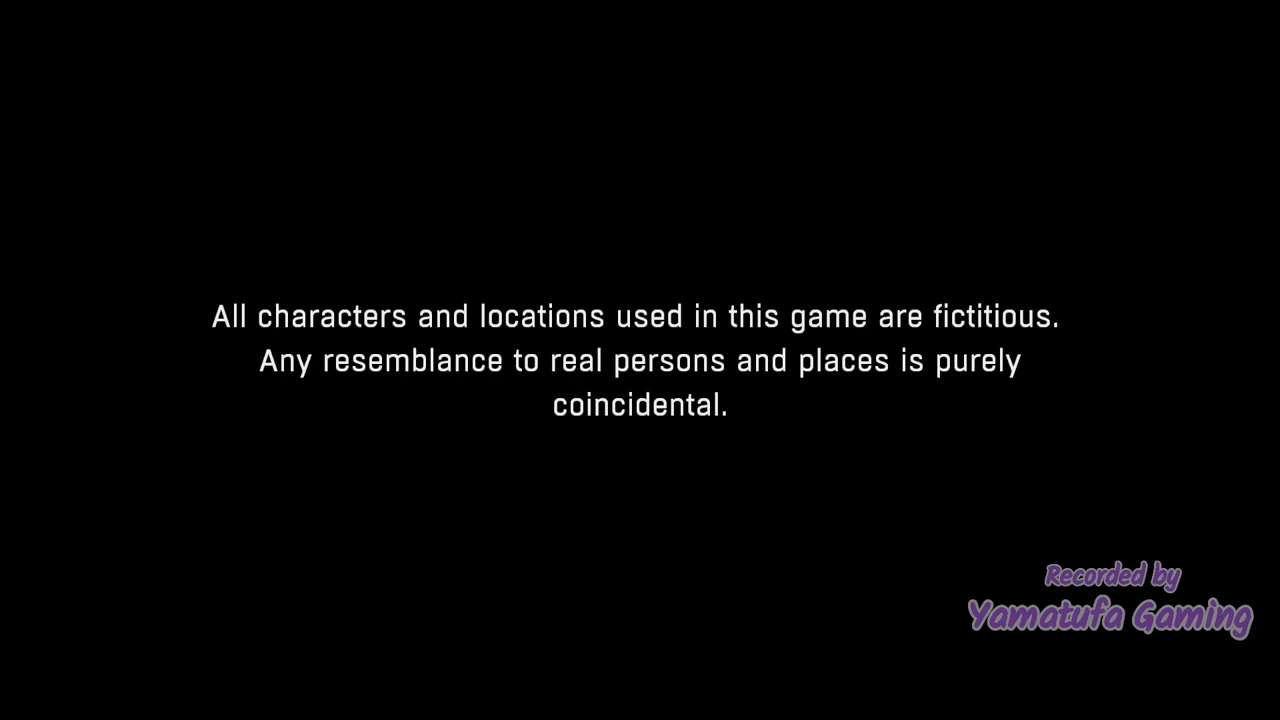 All characters and locations used in this game are fictitious.
Any resemblance to real persons and places is purely
coincidental.
Recorded by
Yamatufa Gaming